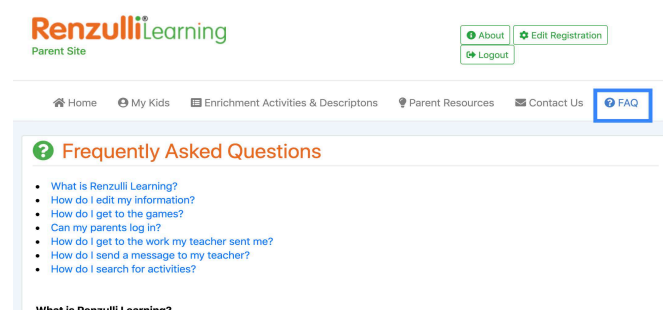 RenzulliLearning
Parent Site
About
Edit Registration
Logout
Home My Kids Enrichment Activities & Descriptons Parent Resources Contact Us FAQ
Frequently Asked Questions
What is Renzulli Learning?
How do I edit my information?
How do I get to the games?
Can my parents log in?
How do I get to the work my teacher sent me?
How do I send a message to my teacher?
How do I search for activities?
What is Renzulli Learning?